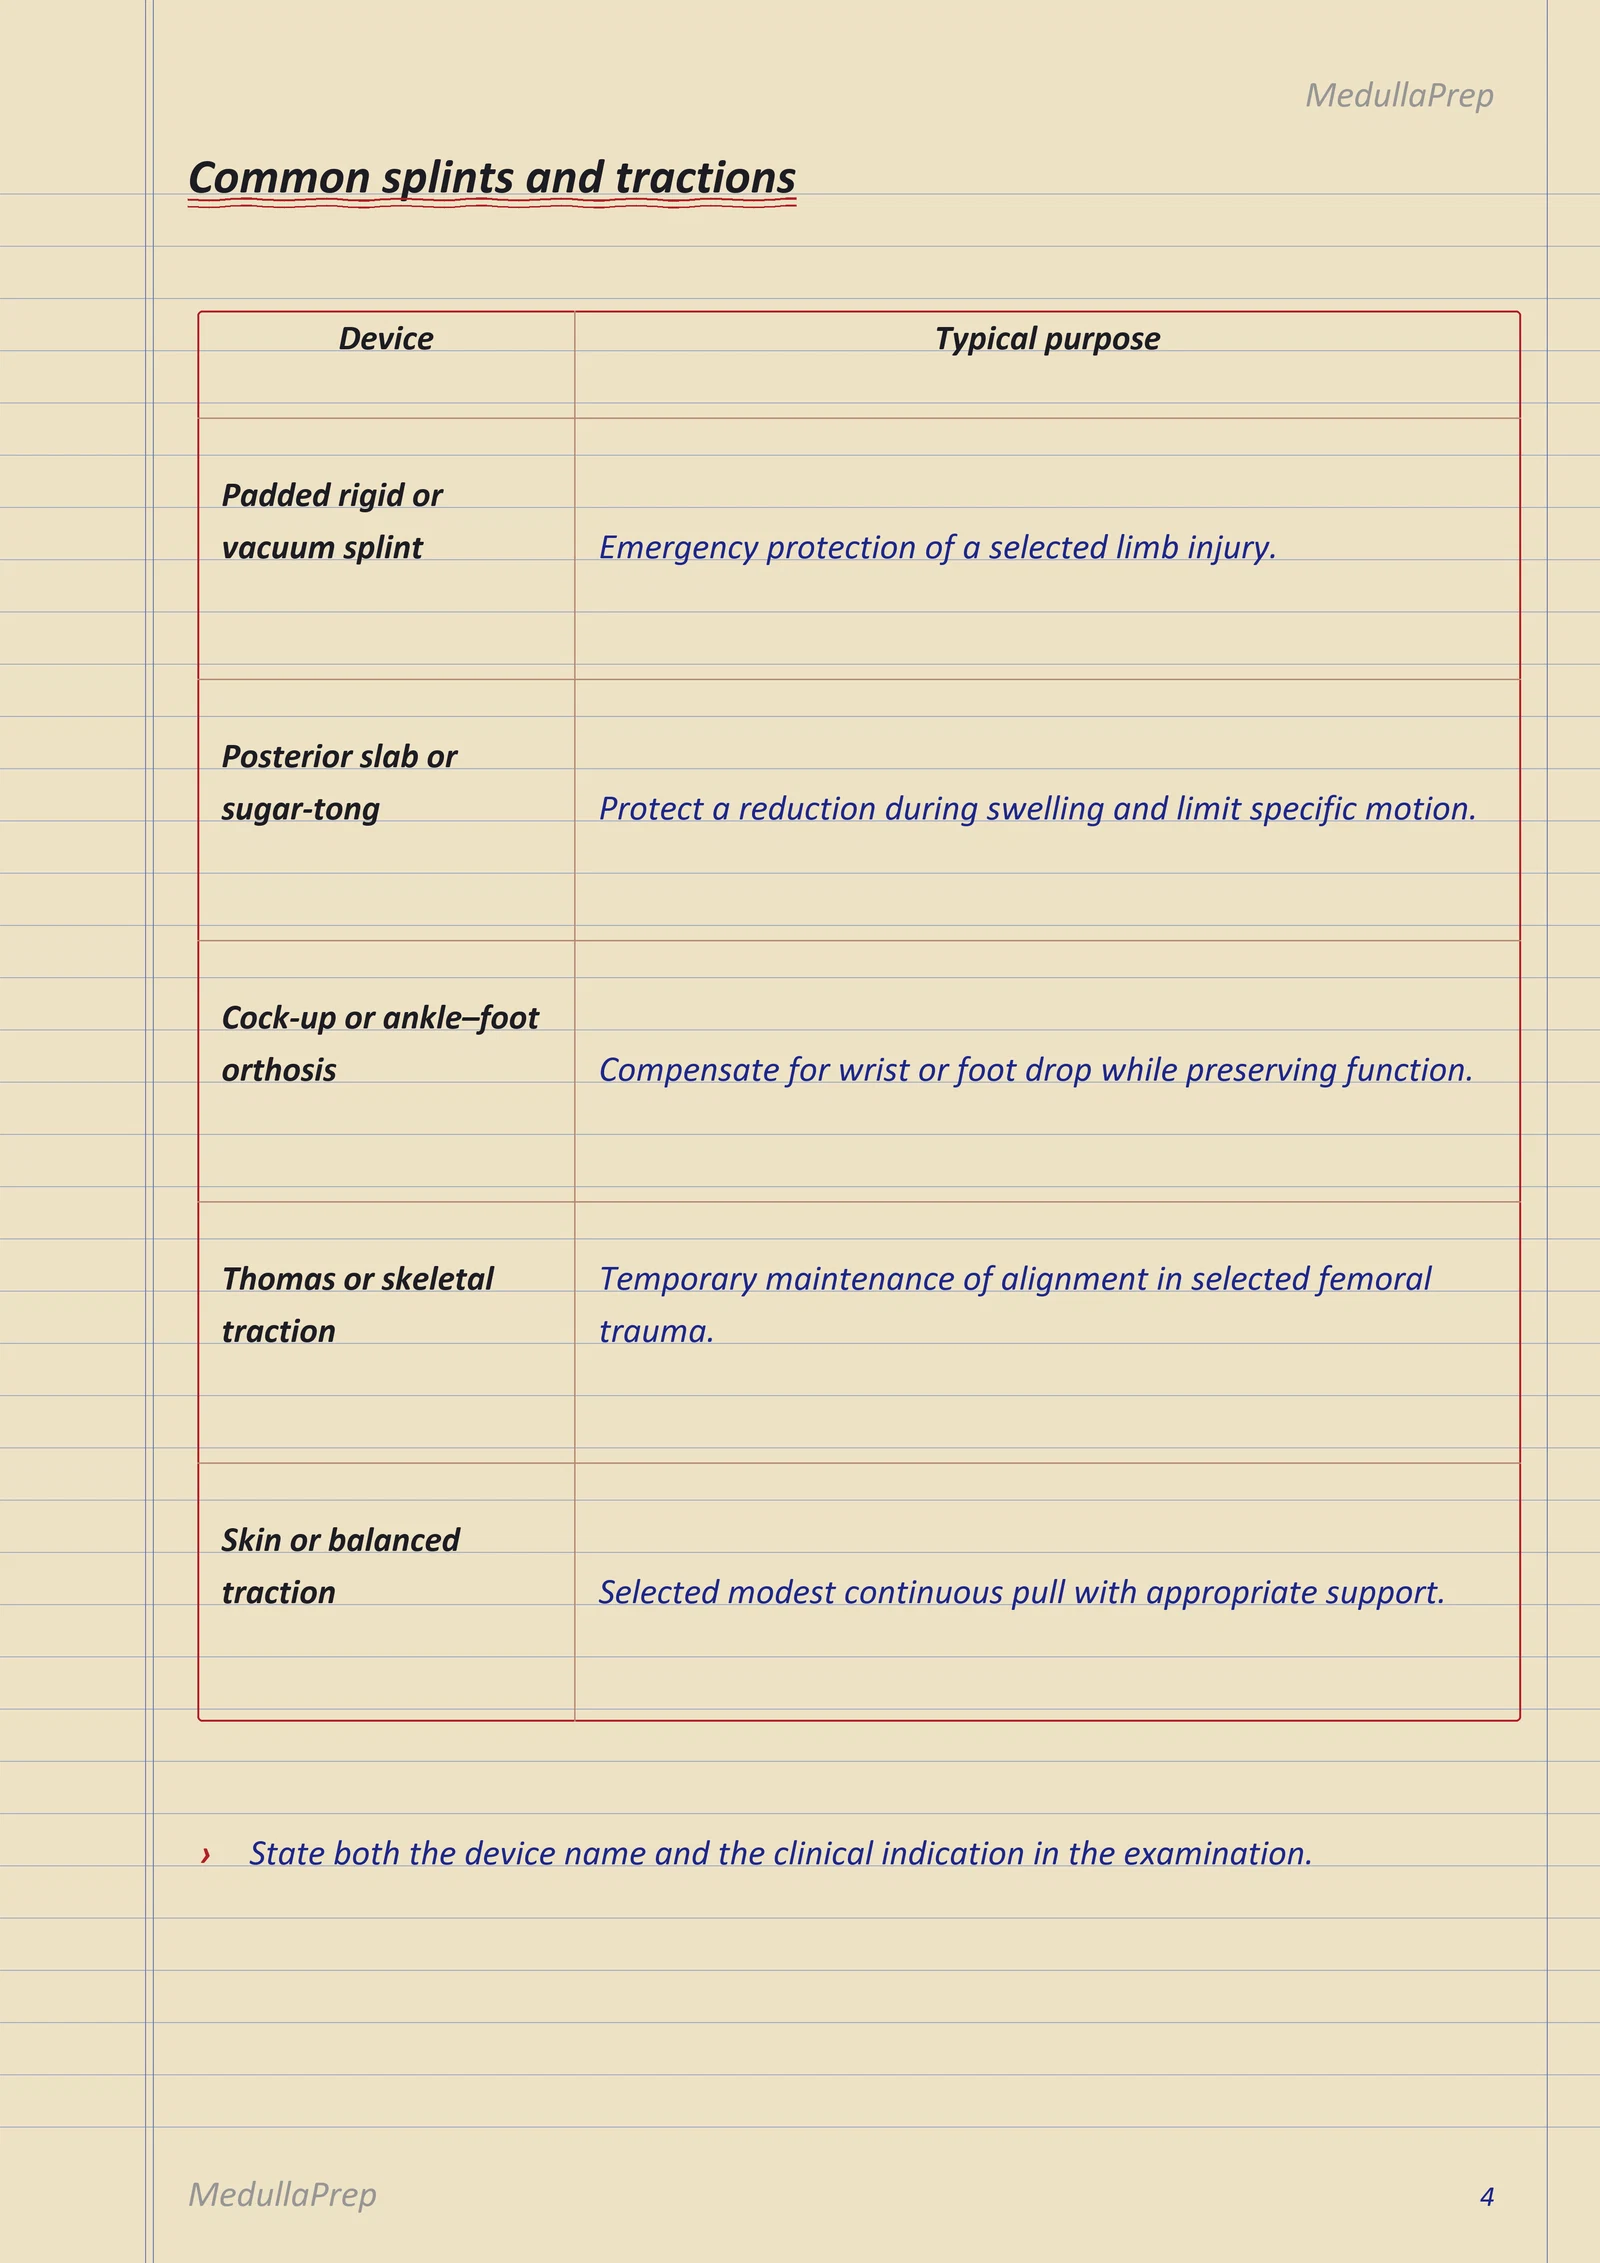 MedullaPrep
Common splints and tractions
Device
Typical purpose
Padded rigid or
vacuum splint
Emergency protection of a selected limb injury.
Posterior slab or
sugar-tong
Protect a reduction during swelling and limit specific motion.
Cock-up or ankle–foot
orthosis
Compensate for wrist or foot drop while preserving function.
Thomas or skeletal
traction
Temporary maintenance of alignment in selected femoral
trauma.
Skin or balanced
traction
Selected modest continuous pull with appropriate support.
› State both the device name and the clinical indication in the examination.
MedullaPrep
4